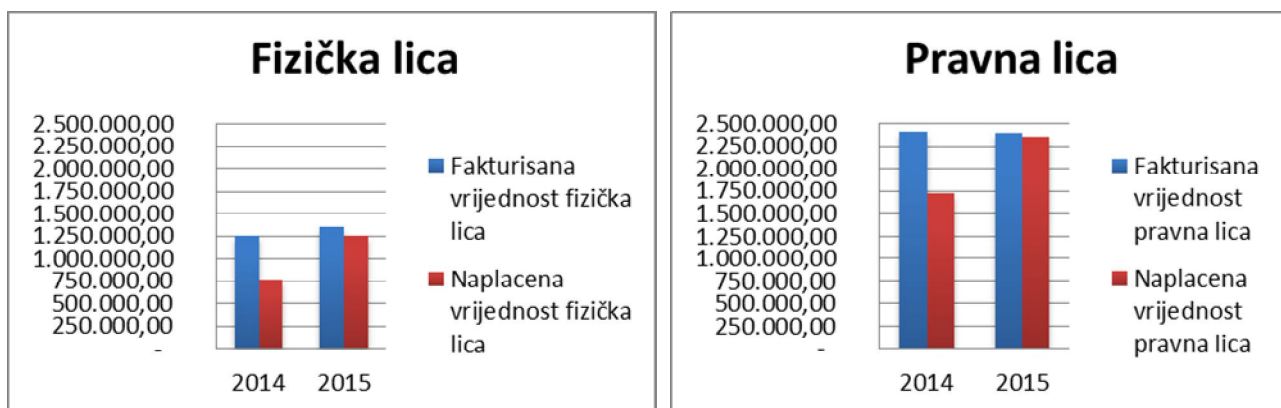 Fizička lica
2.500.000,00
2.250.000,00
2.000.000,00
1.750.000,00
1.500.000,00
1.250.000,00
1.000.000,00
750.000,00
500.000,00
250.000,00
-
2014 2015
Fakturisana
vrijednost fizička
lica
Naplacena
vrijednost fizička
lica
Pravna lica
2.500.000,00
2.250.000,00
2.000.000,00
1.750.000,00
1.500.000,00
1.250.000,00
1.000.000,00
750.000,00
500.000,00
250.000,00
-
2014 2015
Fakturisana
vrijednost
pravna lica
Naplacena
vrijednost
pravna lica